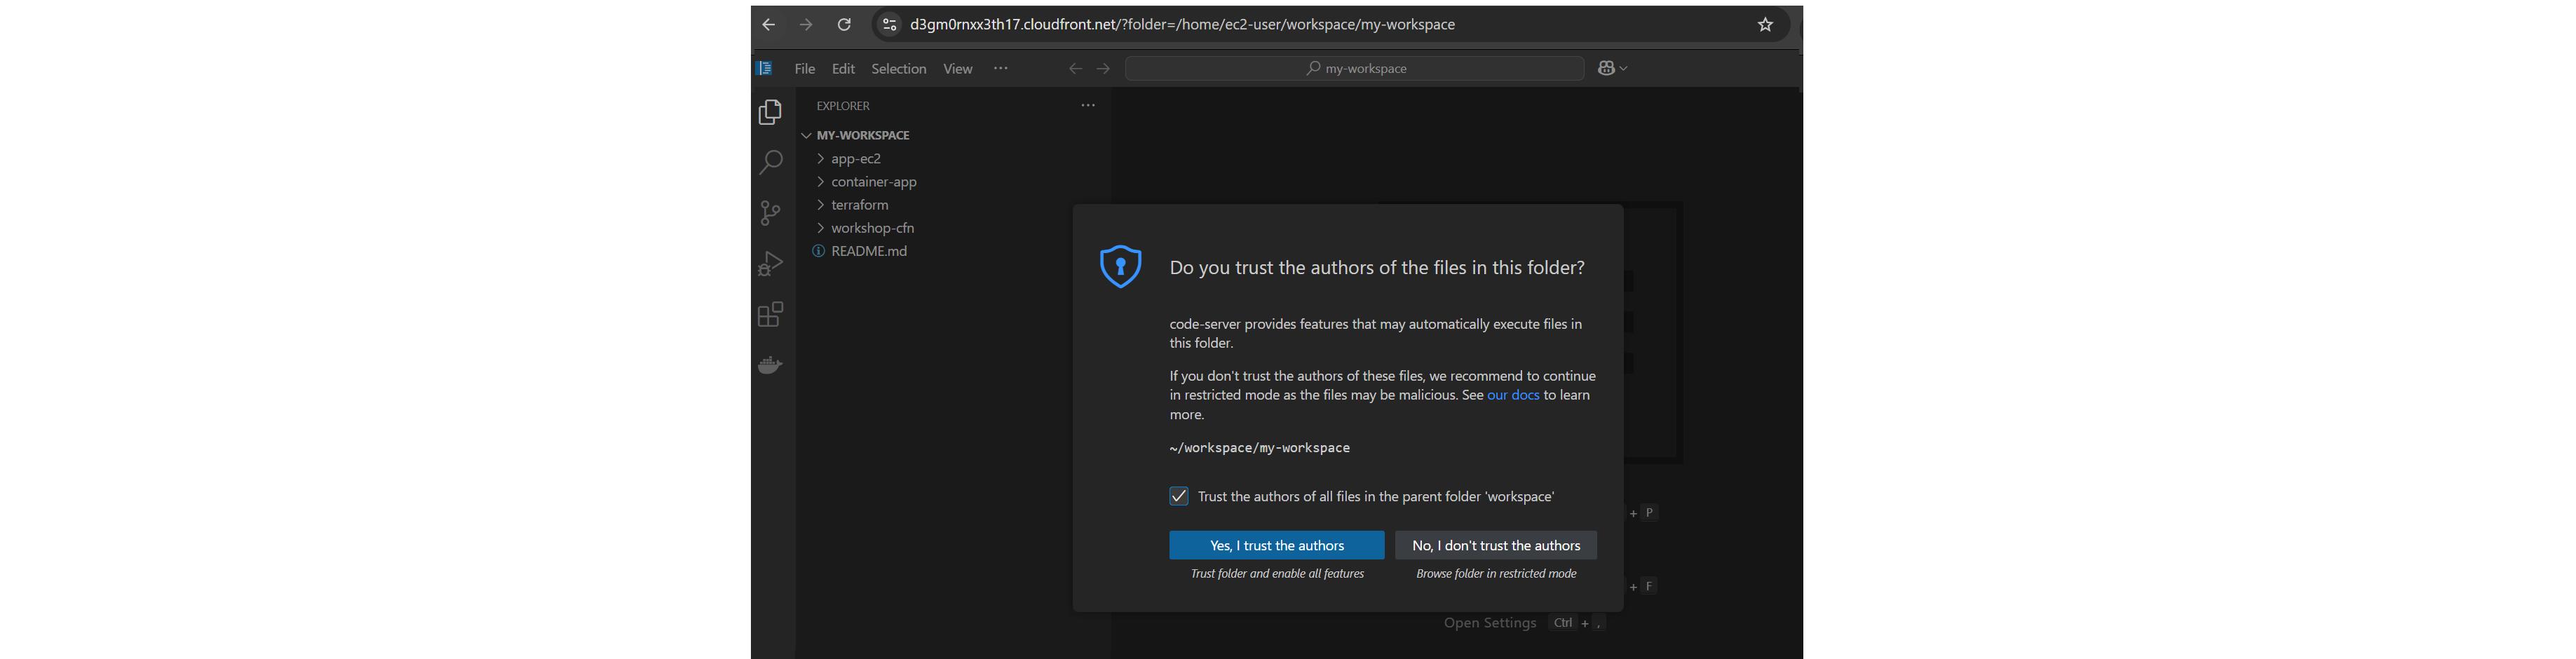 d3gm0rnxx3th17.cloudfront.net/?folder=/home/ec2-user/workspace/my-workspace
File Edit Selection View ··· my-workspace
EXPLORER ···
MY-WORKSPACE
app-ec2
container-app
terraform
workshop-cfn
README.md
Do you trust the authors of the files in this folder?
code-server provides features that may automatically execute files in
this folder.
If you don't trust the authors of these files, we recommend to continue
in restricted mode as the files may be malicious. See our docs to learn
more.
~/workspace/my-workspace
Trust the authors of all files in the parent folder 'workspace'
+ P
Yes, I trust the authors No, I don't trust the authors
Trust folder and enable all features Browse folder in restricted mode
+ F
Open Settings Ctrl + ,